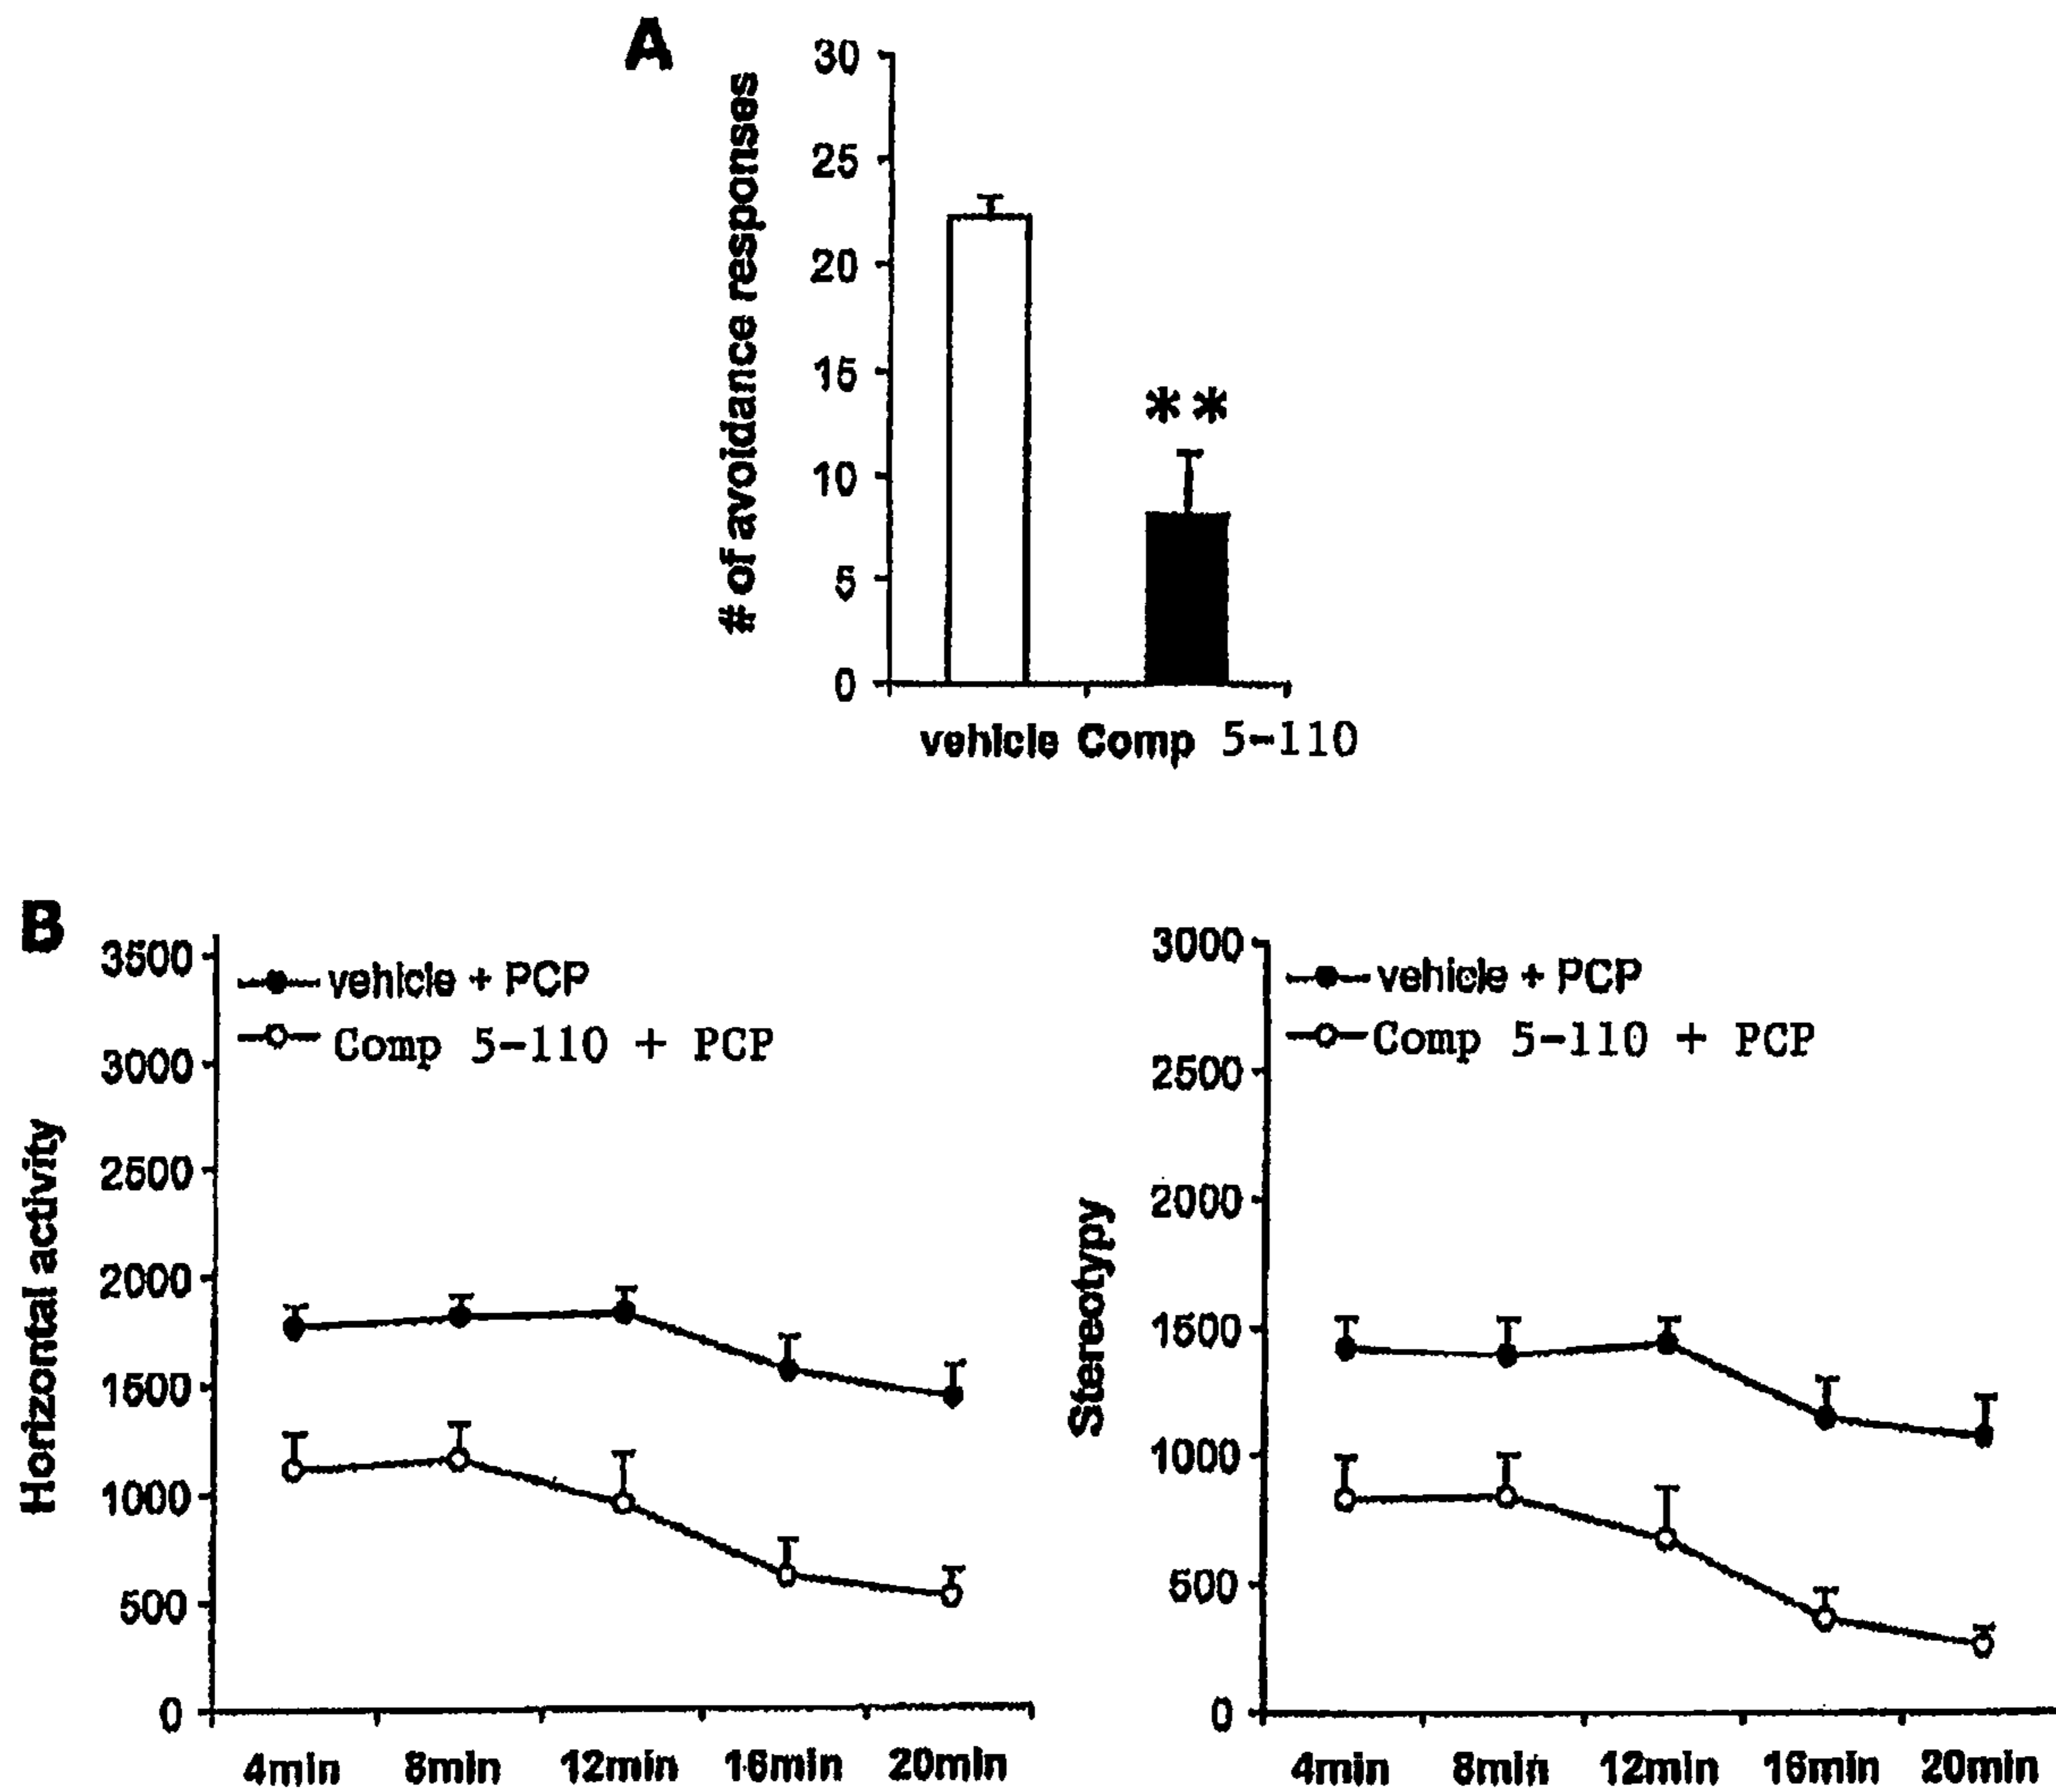 A
# of avoidance responses
30
25
20
15
10
5
0
vehicle Comp 5-110
**
B
Horizontal activity
3500
3000
2500
2000
1500
1000
500
0
vehicle + PCP
Comp 5-110 + PCP
4min 8min 12min 16min 20min
Stereotypy
3000
2500
2000
1500
1000
500
0
vehicle + PCP
Comp 5-110 + PCP
4min 8min 12min 16min 20min